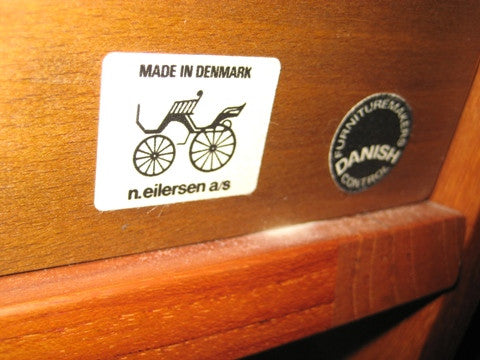 MADE IN DENMARK
n.eilersen a/s
FURNITUREMAKERS
DANISH
CONTROL